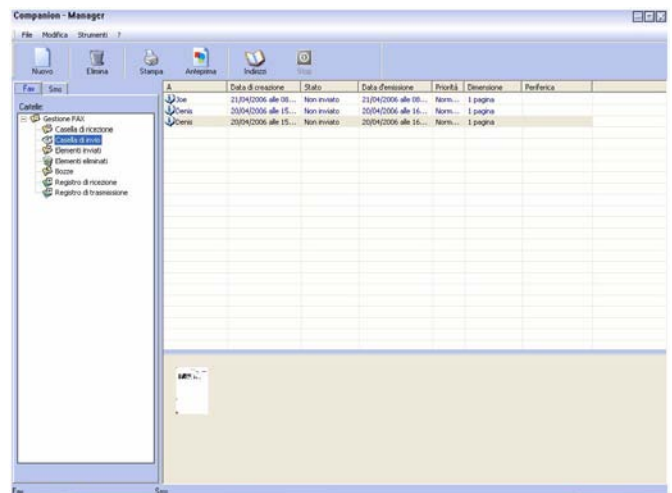 Companion - Manager
File Modifica Strumenti ?
Nuovo Elimina Stampa Anteprima Indirizzo Stop
Fax Sms
Cartelle:
Gestione FAX
Casella di ricezione
Casella di invio
Elementi inviati
Elementi eliminati
Bozze
Registro di ricezione
Registro di trasmissione
A Data di creazione Stato Data d'emissione Priorità Dimensione Periferica
Joe 21/04/2006 alle 08... Non inviato 21/04/2006 alle 08... Norm... 1 pagina
Denis 20/04/2006 alle 15... Non inviato 20/04/2006 alle 16... Norm... 1 pagina
Denis 20/04/2006 alle 15... Non inviato 20/04/2006 alle 16... Norm... 1 pagina
Fax Sms